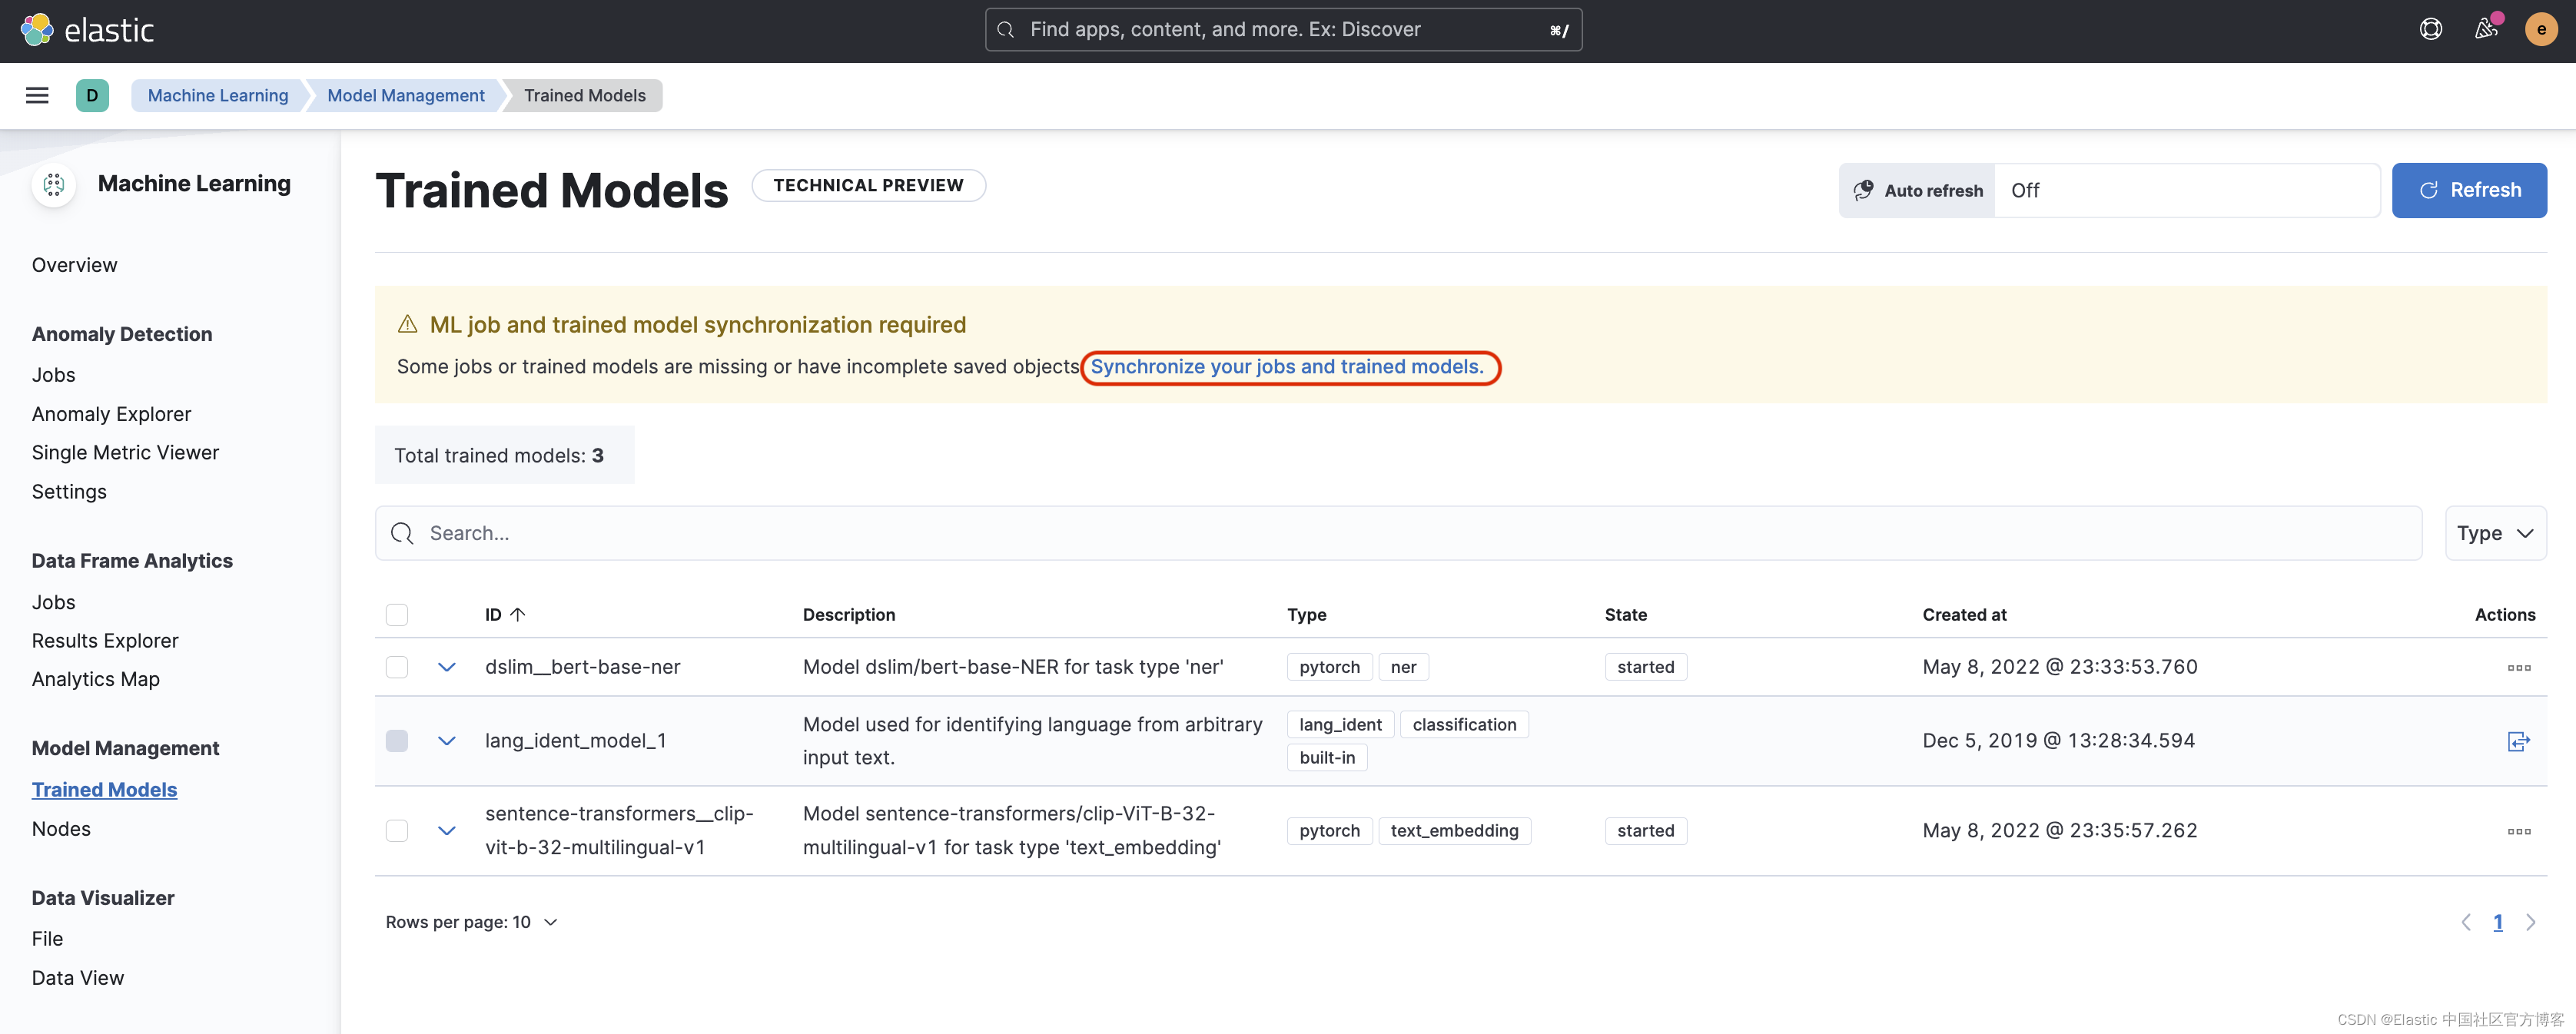 elastic
Find apps, content, and more. Ex: Discover ⌘/
e
D Machine Learning Model Management Trained Models
Machine Learning
Overview
Anomaly Detection
Jobs
Anomaly Explorer
Single Metric Viewer
Settings
Data Frame Analytics
Jobs
Results Explorer
Analytics Map
Model Management
Trained Models
Nodes
Data Visualizer
File
Data View
Trained Models TECHNICAL PREVIEW
Auto refresh Off Refresh
ML job and trained model synchronization required
Some jobs or trained models are missing or have incomplete saved objects Synchronize your jobs and trained models.
Total trained models: 3
Search... Type
ID ↑ Description Type State Created at Actions
dslim__bert-base-ner Model dslim/bert-base-NER for task type 'ner' pytorch ner started May 8, 2022 @ 23:33:53.760
lang_ident_model_1 Model used for identifying language from arbitrary lang_ident classification Dec 5, 2019 @ 13:28:34.594
input text. built-in
sentence-transformers__clip- Model sentence-transformers/clip-ViT-B-32- pytorch text_embedding started May 8, 2022 @ 23:35:57.262
vit-b-32-multilingual-v1 multilingual-v1 for task type 'text_embedding'
Rows per page: 10 1
CSDN @Elastic 中国社区官方博客